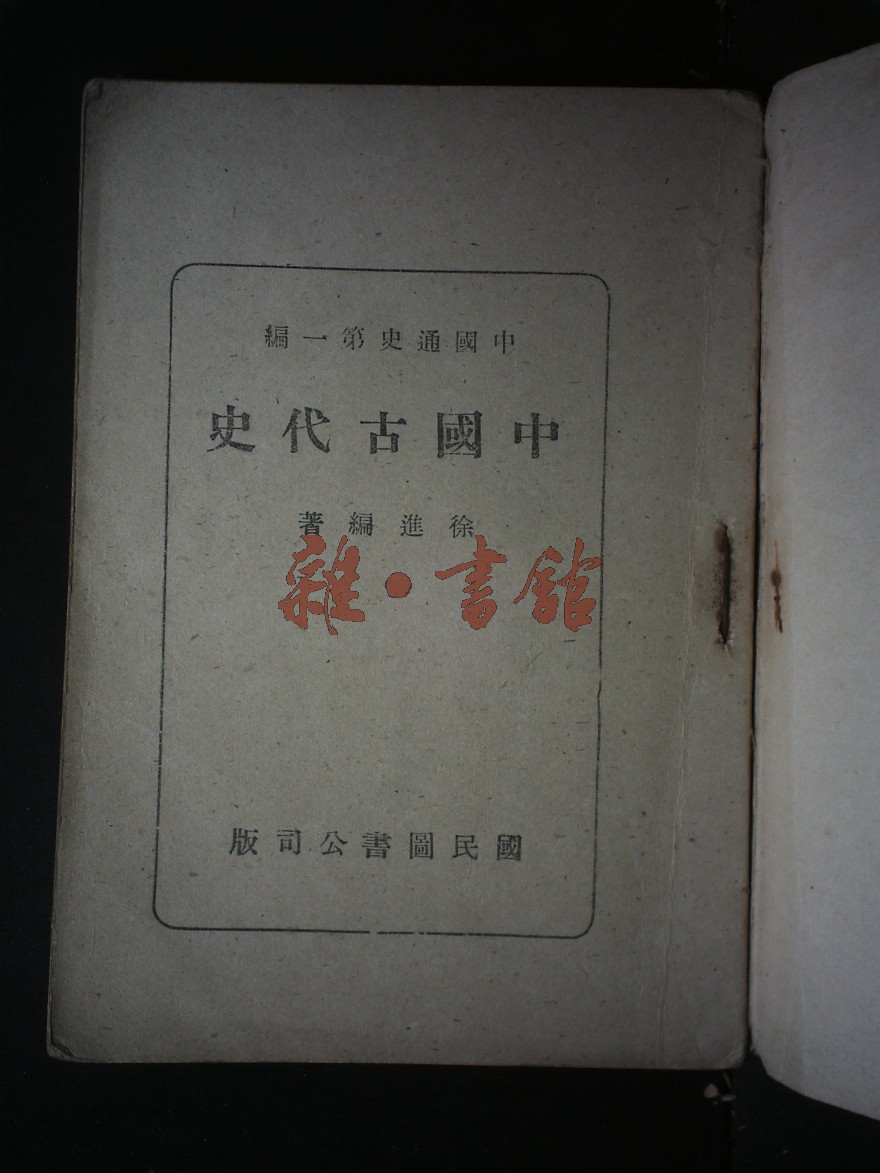 中國通史第一編
中國古代史
徐進編著
雜·書館
國民圖書公司版